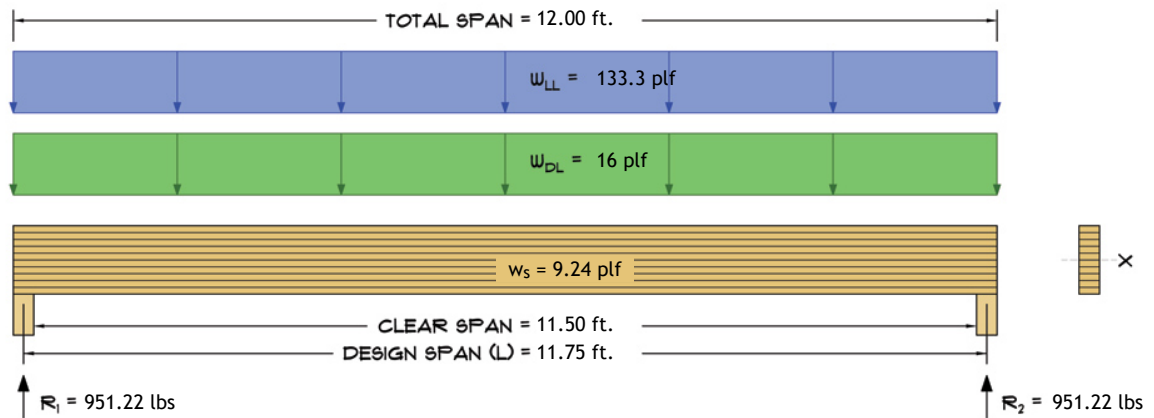 TOTAL SPAN = 12.00 ft.
WLL = 133.3 plf
WDL = 16 plf
ws = 9.24 plf
X
CLEAR SPAN = 11.50 ft.
DESIGN SPAN (L) = 11.75 ft.
R1 = 951.22 lbs
R2 = 951.22 lbs